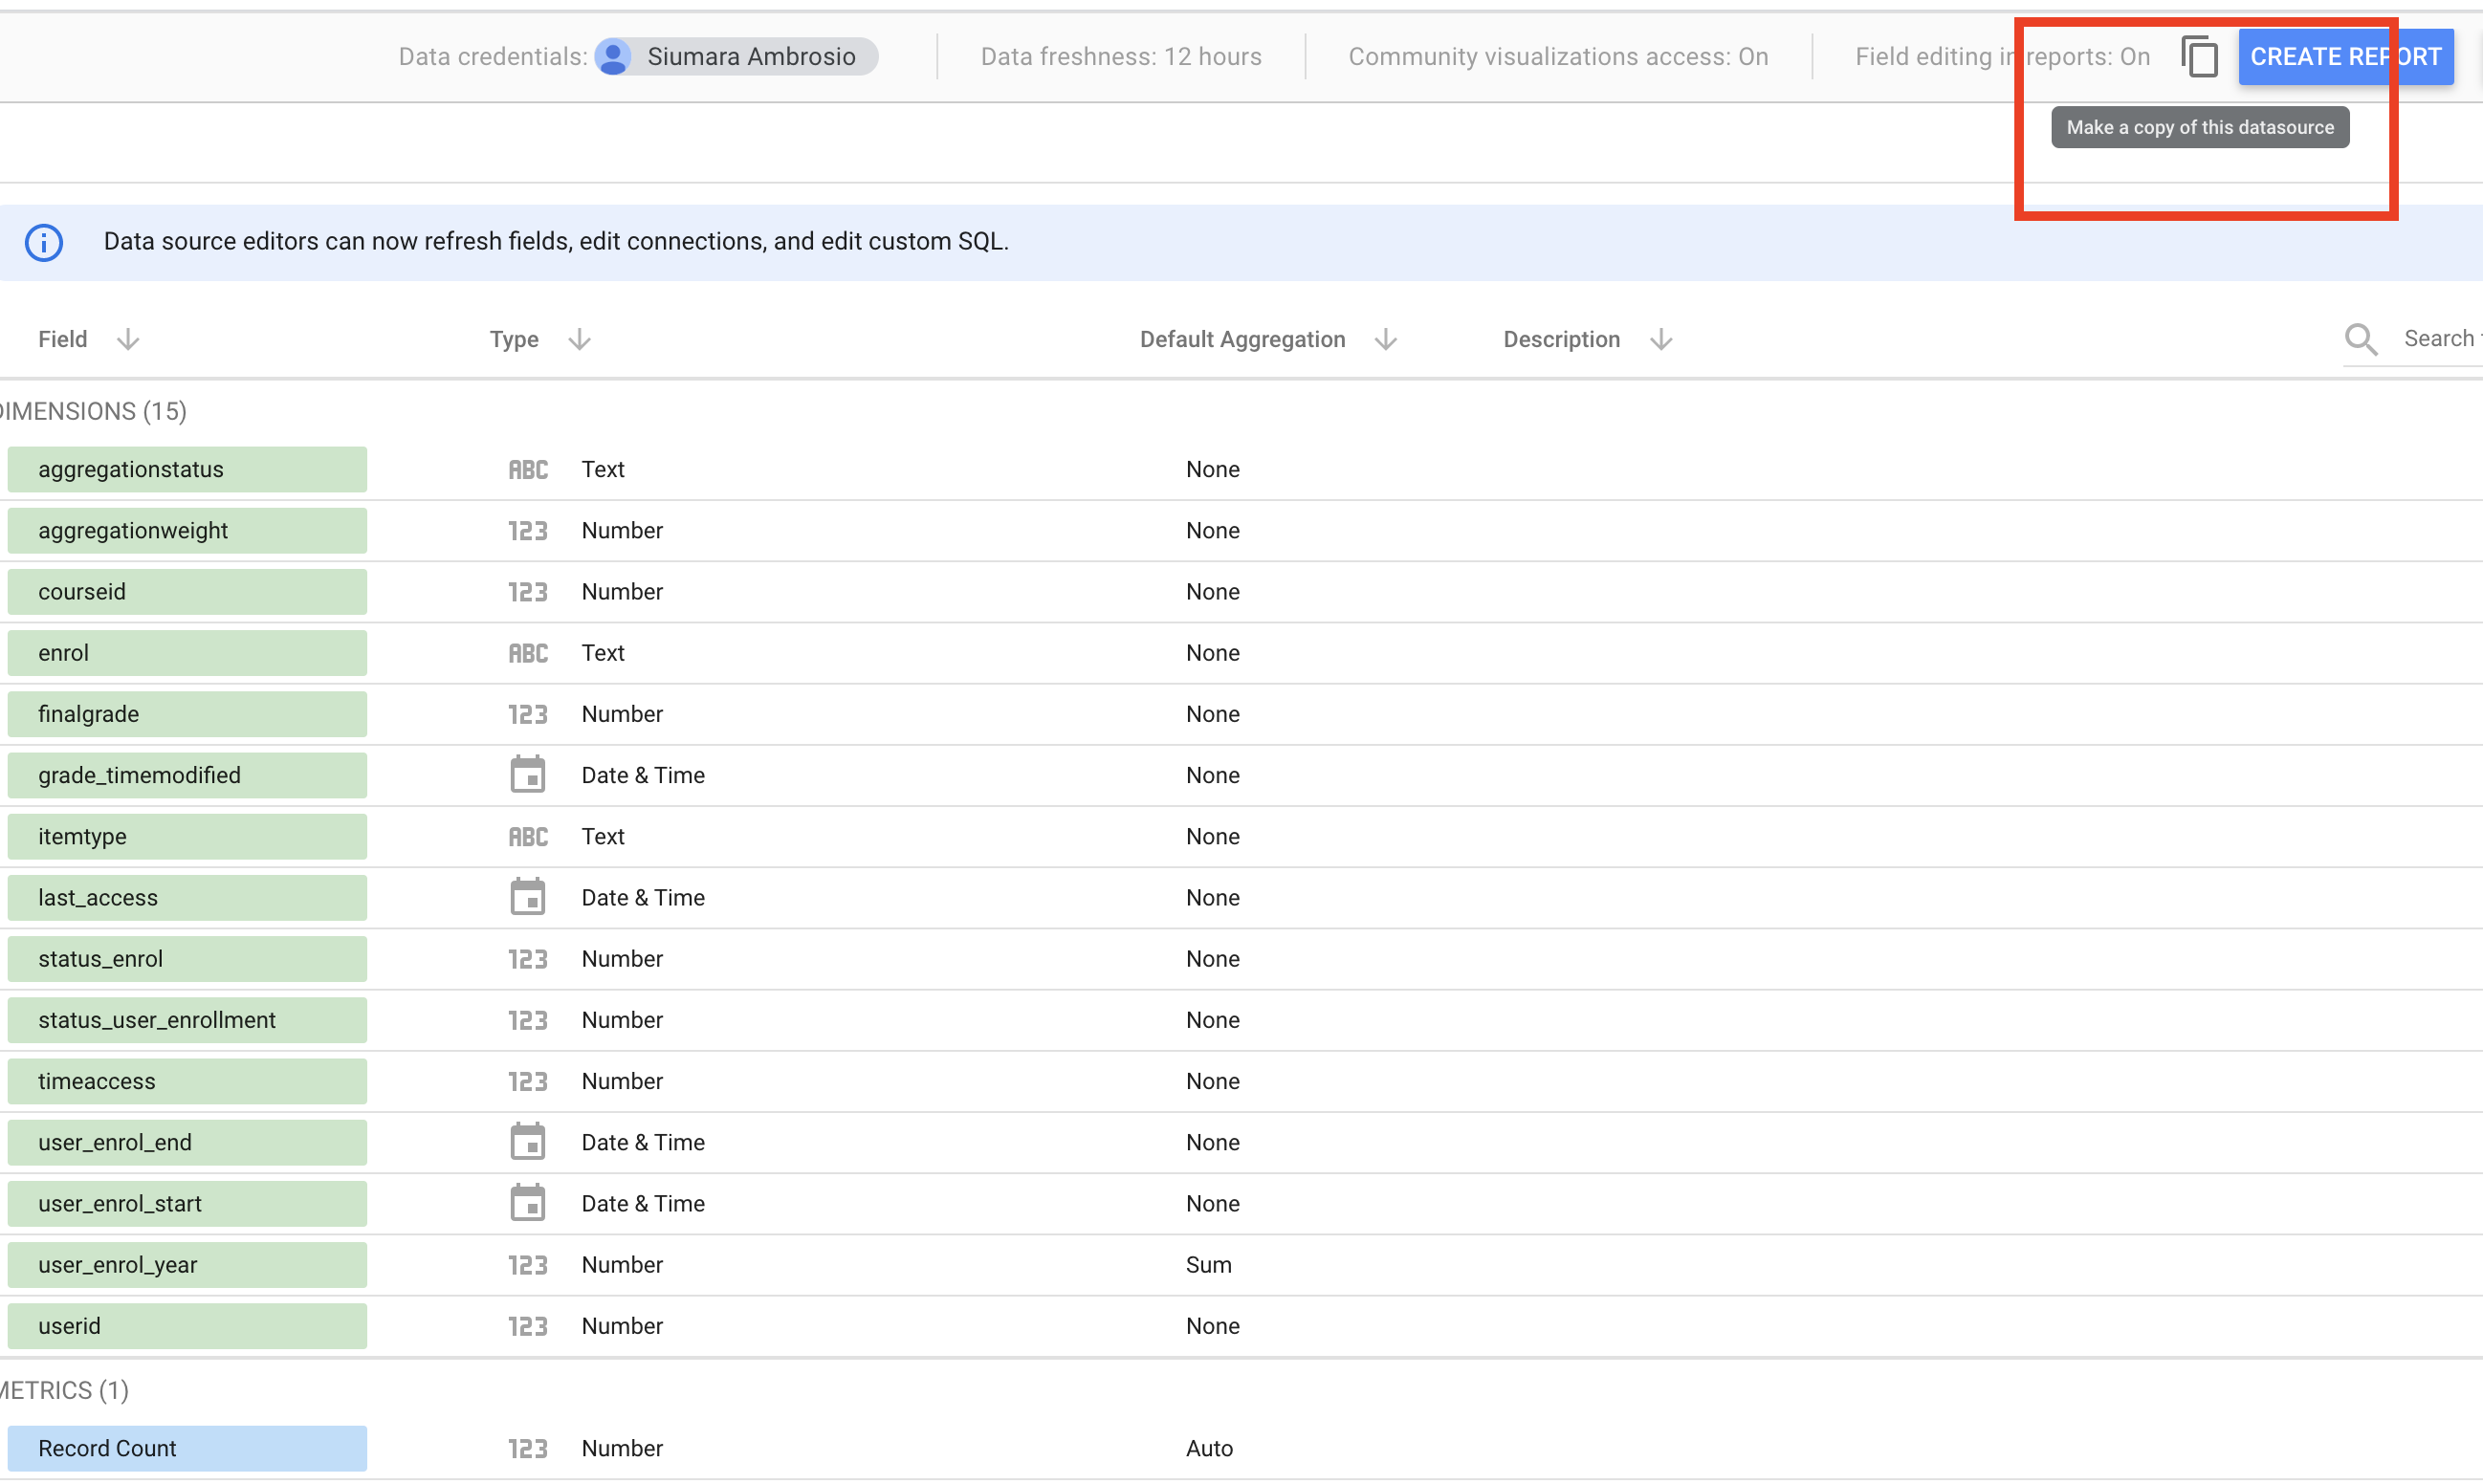 Data credentials: Siumara Ambrosio Data freshness: 12 hours Community visualizations access: On Field editing in reports: On CREATE REPORT
Make a copy of this datasource
Data source editors can now refresh fields, edit connections, and edit custom SQL.
Field Type Default Aggregation Description Search
DIMENSIONS (15)
aggregationstatus ABC Text None
aggregationweight 123 Number None
courseid 123 Number None
enrol ABC Text None
finalgrade 123 Number None
grade_timemodified Date & Time None
itemtype ABC Text None
last_access Date & Time None
status_enrol 123 Number None
status_user_enrollment 123 Number None
timeaccess 123 Number None
user_enrol_end Date & Time None
user_enrol_start Date & Time None
user_enrol_year 123 Number Sum
userid 123 Number None
METRICS (1)
Record Count 123 Number Auto